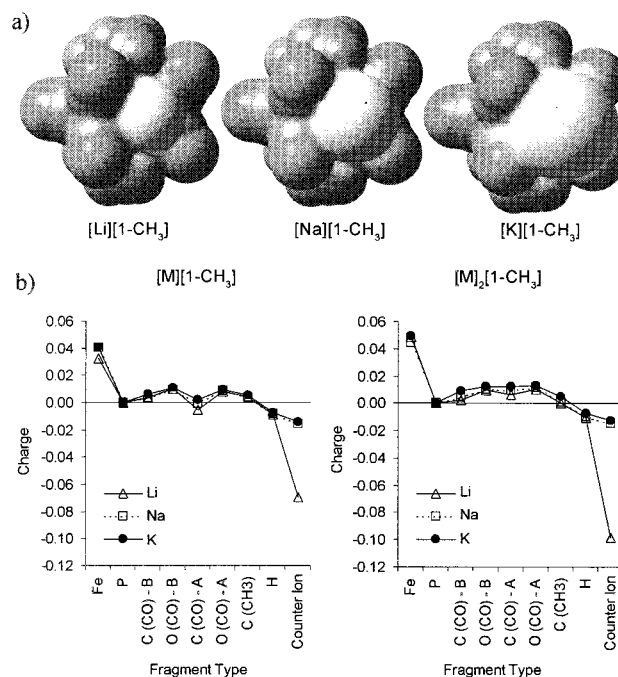 a)
[Li][1-CH₃] [Na][1-CH₃] [K][1-CH₃]
b) [M][1-CH₃] [M]₂[1-CH₃]
0.06
0.04
0.02
0.00
-0.02
-0.04
-0.06
-0.08
-0.10
-0.12
Charge
Li
Na
K
Fe
P
C (CO) - B
O (CO) - B
C (CO) - A
O (CO) - A
C (CH3)
H
Counter Ion
Fragment Type
0.06
0.04
0.02
0.00
-0.02
-0.04
-0.06
-0.08
-0.10
-0.12
Charge
Li
Na
K
Fe
P
C (CO) - B
O (CO) - B
C (CO) - A
O (CO) - A
C (CH3)
H
Counter Ion
Fragment Type